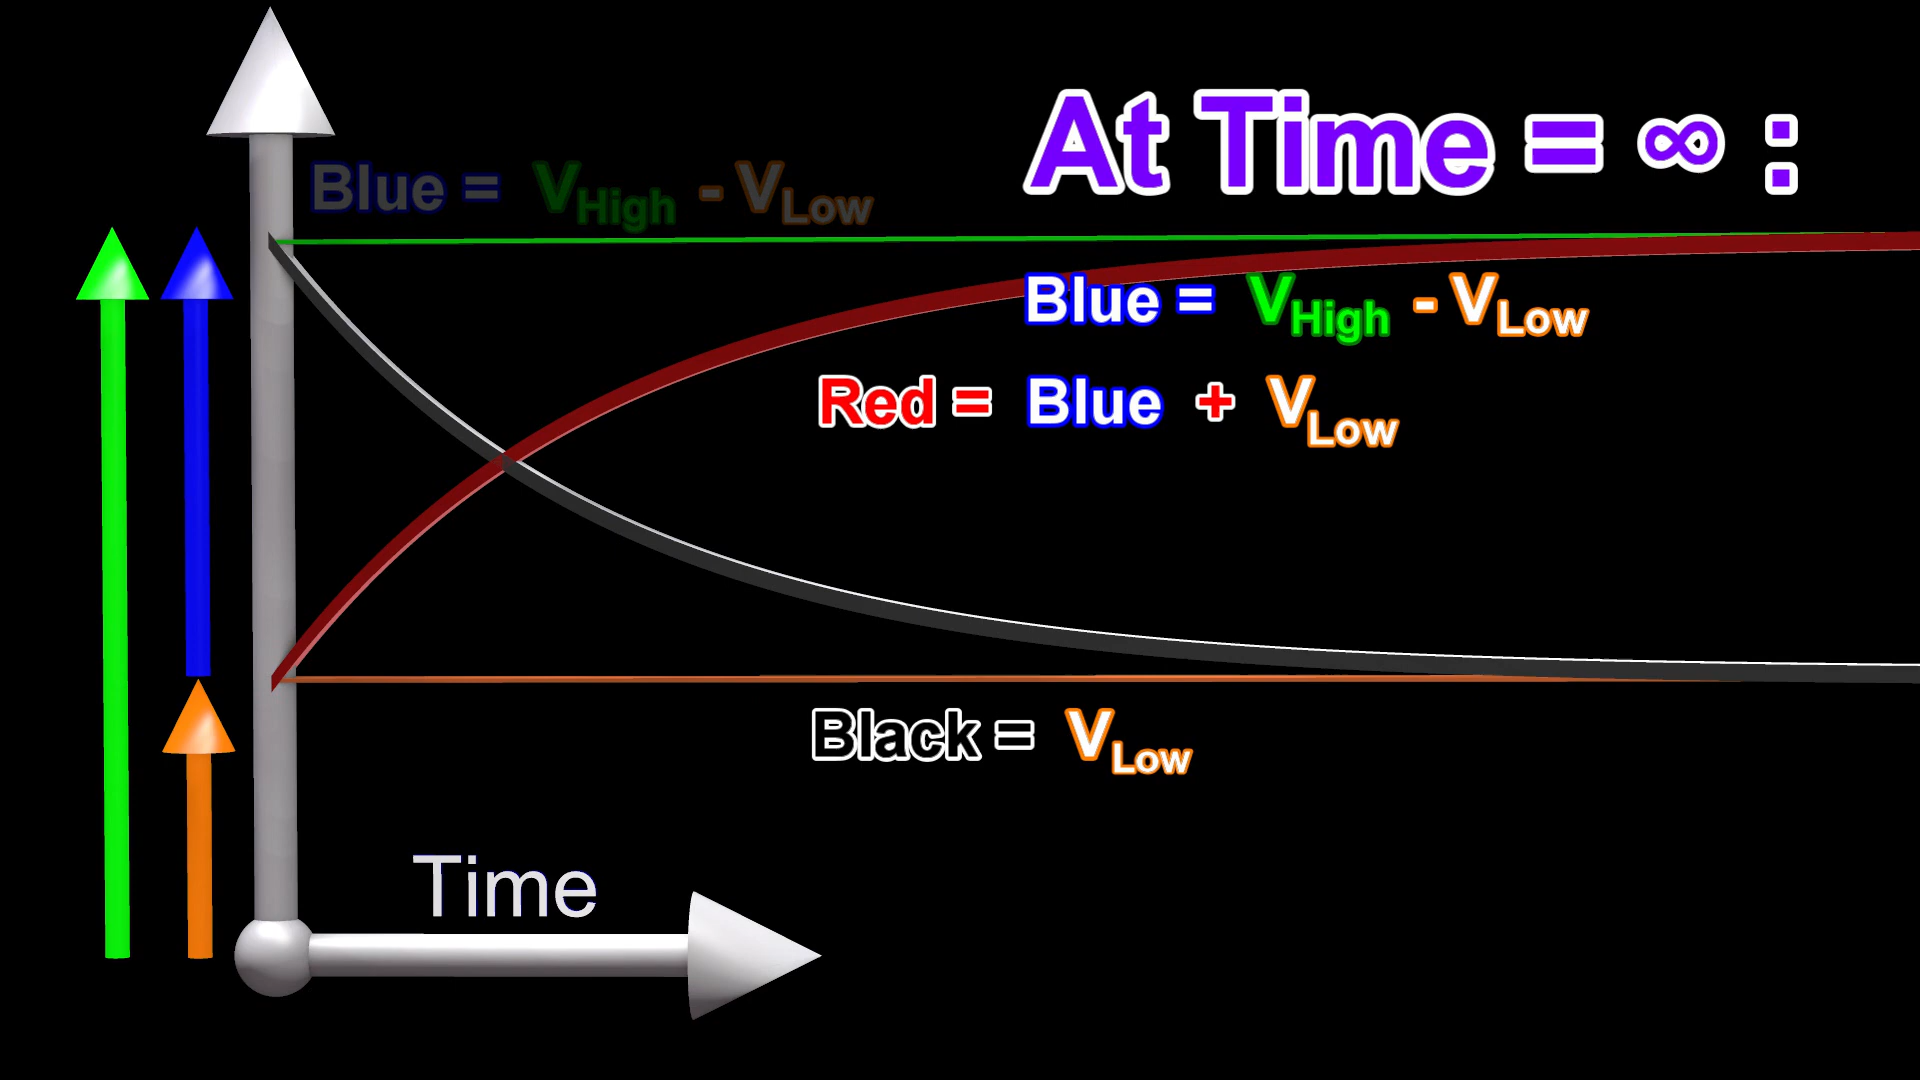 At Time = ∞ :
Blue = VHigh - VLow
Blue = VHigh - VLow
Red = Blue + VLow
Black = VLow
Time